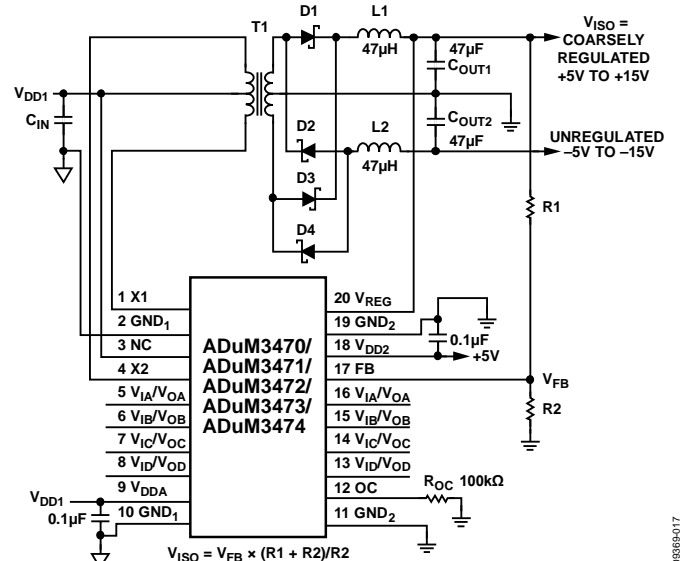 T1
D1
L1
47µH
47µF
C_OUT1
V_ISO =
COARSELY
REGULATED
+5V TO +15V
V_DD1
C_IN
D2
L2
47µH
C_OUT2
47µF
UNREGULATED
–5V TO –15V
D3
D4
R1
1 X1
2 GND₁
3 NC
4 X2
5 V_IA/V_OA
6 V_IB/V_OB
7 V_IC/V_OC
8 V_ID/V_OD
9 V_DDA
10 GND₁
V_DD1
0.1µF
ADuM3470/
ADuM3471/
ADuM3472/
ADuM3473/
ADuM3474
20 V_REG
19 GND₂
18 V_DD2
17 FB
16 V_IA/V_OA
15 V_IB/V_OB
14 V_IC/V_OC
13 V_ID/V_OD
12 OC
11 GND₂
0.1µF
+5V
V_FB
R2
R_OC 100kΩ
V_ISO = V_FB × (R1 + R2)/R2
09369-017